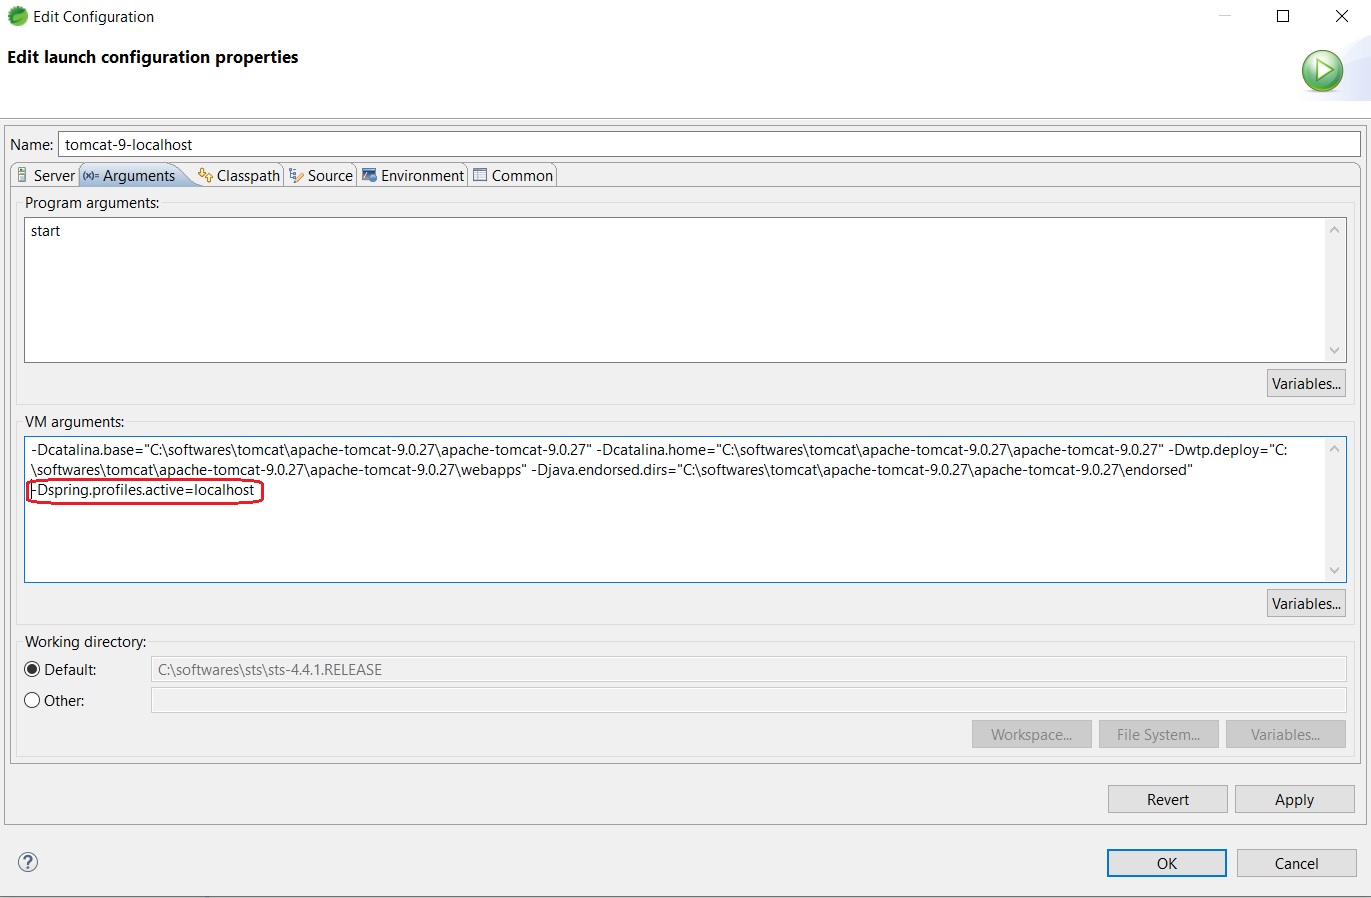 Edit Configuration
Edit launch configuration properties
Name: tomcat-9-localhost
Server (x)= Arguments Classpath Source Environment Common
Program arguments:
start
Variables...
VM arguments:
-Dcatalina.base="C:\softwares\tomcat\apache-tomcat-9.0.27\apache-tomcat-9.0.27" -Dcatalina.home="C:\softwares\tomcat\apache-tomcat-9.0.27\apache-tomcat-9.0.27" -Dwtp.deploy="C:
\softwares\tomcat\apache-tomcat-9.0.27\apache-tomcat-9.0.27\webapps" -Djava.endorsed.dirs="C:\softwares\tomcat\apache-tomcat-9.0.27\apache-tomcat-9.0.27\endorsed"
-Dspring.profiles.active=localhost
Variables...
Working directory:
Default: C:\softwares\sts\sts-4.4.1.RELEASE
Other:
Workspace... File System... Variables...
Revert Apply
? OK Cancel